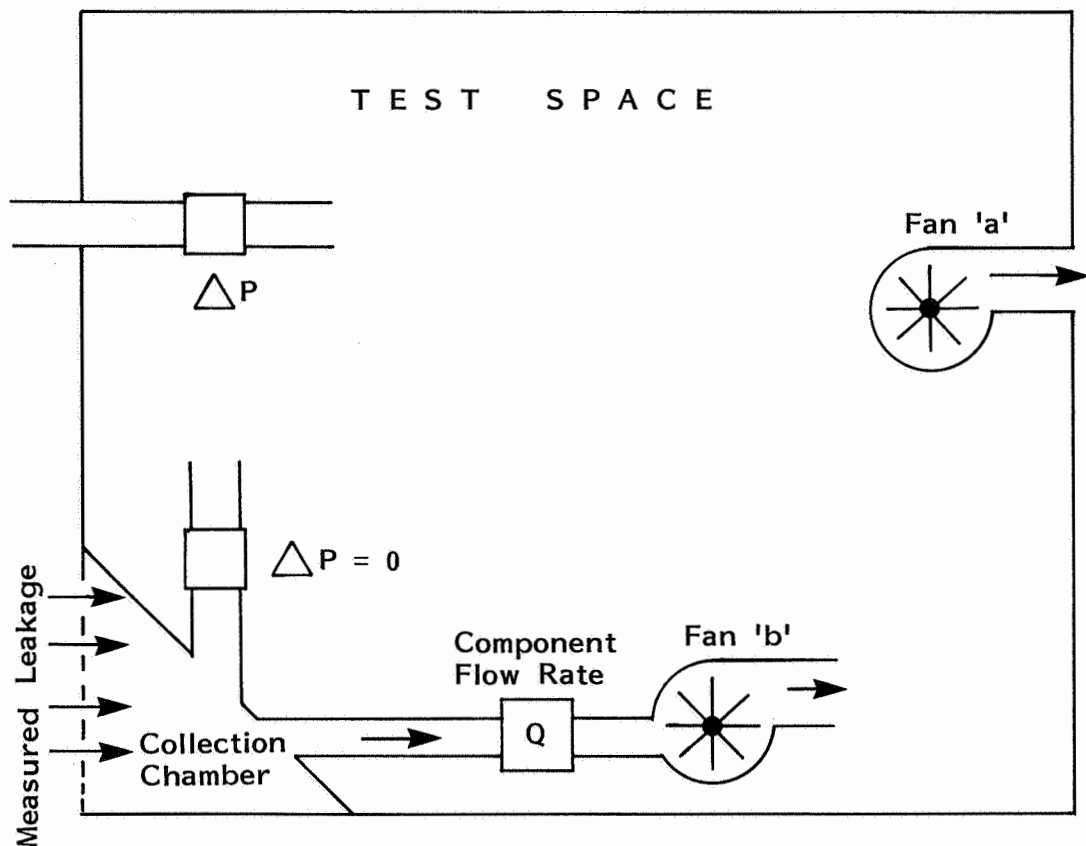 TEST SPACE
Fan 'a'
△P
△P = 0
Measured Leakage
Component
Flow Rate
Fan 'b'
Q
Collection
Chamber